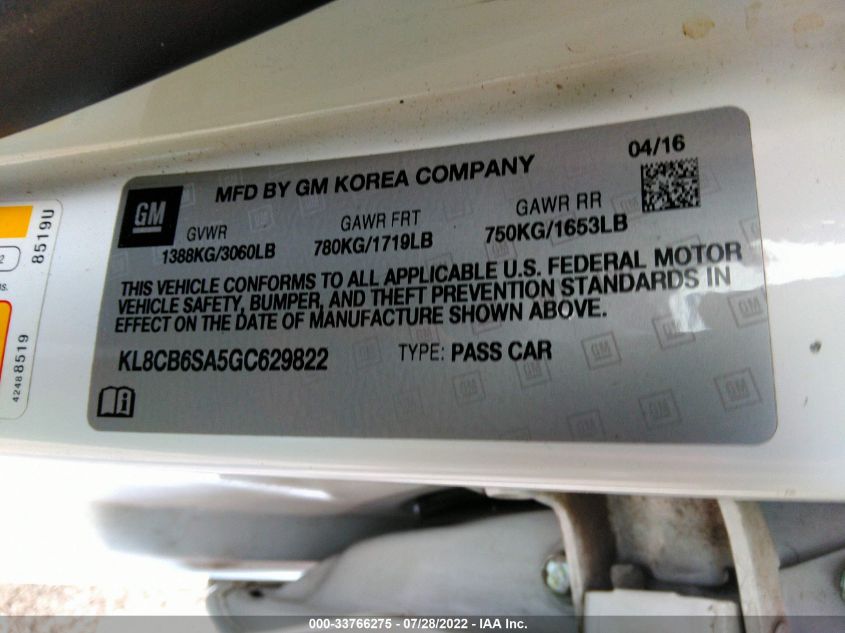 04/16
GM
MFD BY GM KOREA COMPANY
GVWR GAWR FRT GAWR RR
1388KG/3060LB 780KG/1719LB 750KG/1653LB
THIS VEHICLE CONFORMS TO ALL APPLICABLE U.S. FEDERAL MOTOR
VEHICLE SAFETY, BUMPER, AND THEFT PREVENTION STANDARDS IN
EFFECT ON THE DATE OF MANUFACTURE SHOWN ABOVE.
KL8CB6SA5GC629822 TYPE: PASS CAR
8519U
42488519
000-33766275 - 07/28/2022 - IAA Inc.